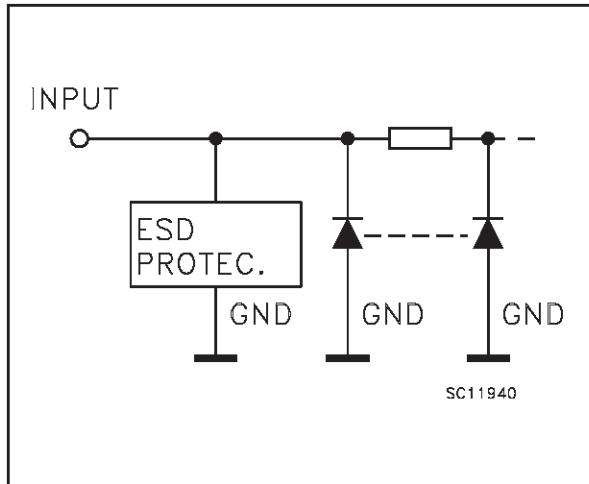 INPUT
ESD
PROTEC.
GND
GND
GND
SC11940